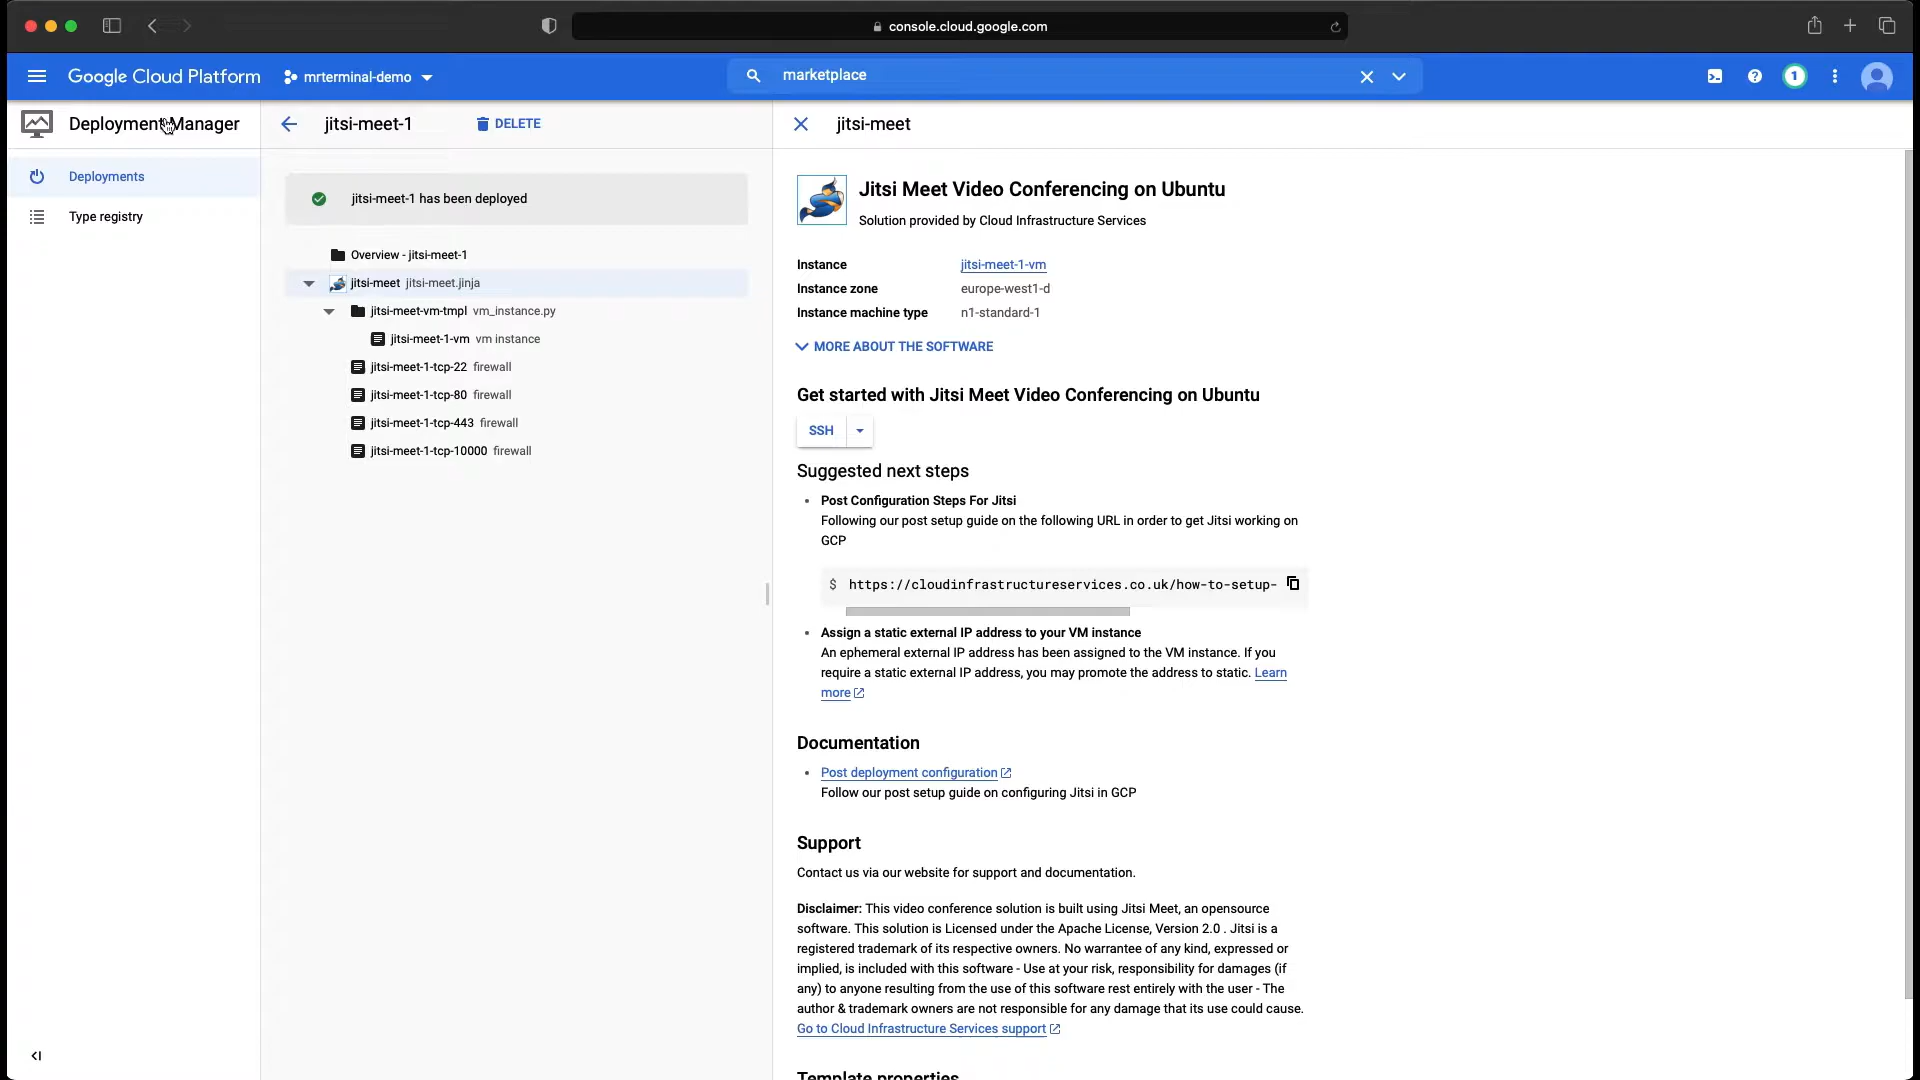 console.cloud.google.com
Google Cloud Platform
mrterminal-demo
marketplace
1
Deployment Manager
Deployments
Type registry
jitsi-meet-1
DELETE
jitsi-meet-1 has been deployed
Overview - jitsi-meet-1
jitsi-meet jitsi-meet.jinja
jitsi-meet-vm-tmpl vm_instance.py
jitsi-meet-1-vm vm instance
jitsi-meet-1-tcp-22 firewall
jitsi-meet-1-tcp-80 firewall
jitsi-meet-1-tcp-443 firewall
jitsi-meet-1-tcp-10000 firewall
jitsi-meet
Jitsi Meet Video Conferencing on Ubuntu
Solution provided by Cloud Infrastructure Services
Instance jitsi-meet-1-vm
Instance zone europe-west1-d
Instance machine type n1-standard-1
MORE ABOUT THE SOFTWARE
Get started with Jitsi Meet Video Conferencing on Ubuntu
SSH
Suggested next steps
• Post Configuration Steps For Jitsi
Following our post setup guide on the following URL in order to get Jitsi working on
GCP
$ https://cloudinfrastructureservices.co.uk/how-to-setup-
• Assign a static external IP address to your VM instance
An ephemeral external IP address has been assigned to the VM instance. If you
require a static external IP address, you may promote the address to static. Learn
more
Documentation
• Post deployment configuration
Follow our post setup guide on configuring Jitsi in GCP
Support
Contact us via our website for support and documentation.
Disclaimer: This video conference solution is built using Jitsi Meet, an opensource
software. This solution is Licensed under the Apache License, Version 2.0 . Jitsi is a
registered trademark of its respective owners. No warrantee of any kind, expressed or
implied, is included with this software - Use at your risk, responsibility for damages (if
any) to anyone resulting from the use of this software rest entirely with the user - The
author & trademark owners are not responsible for any damage that its use could cause.
Go to Cloud Infrastructure Services support
Template properties